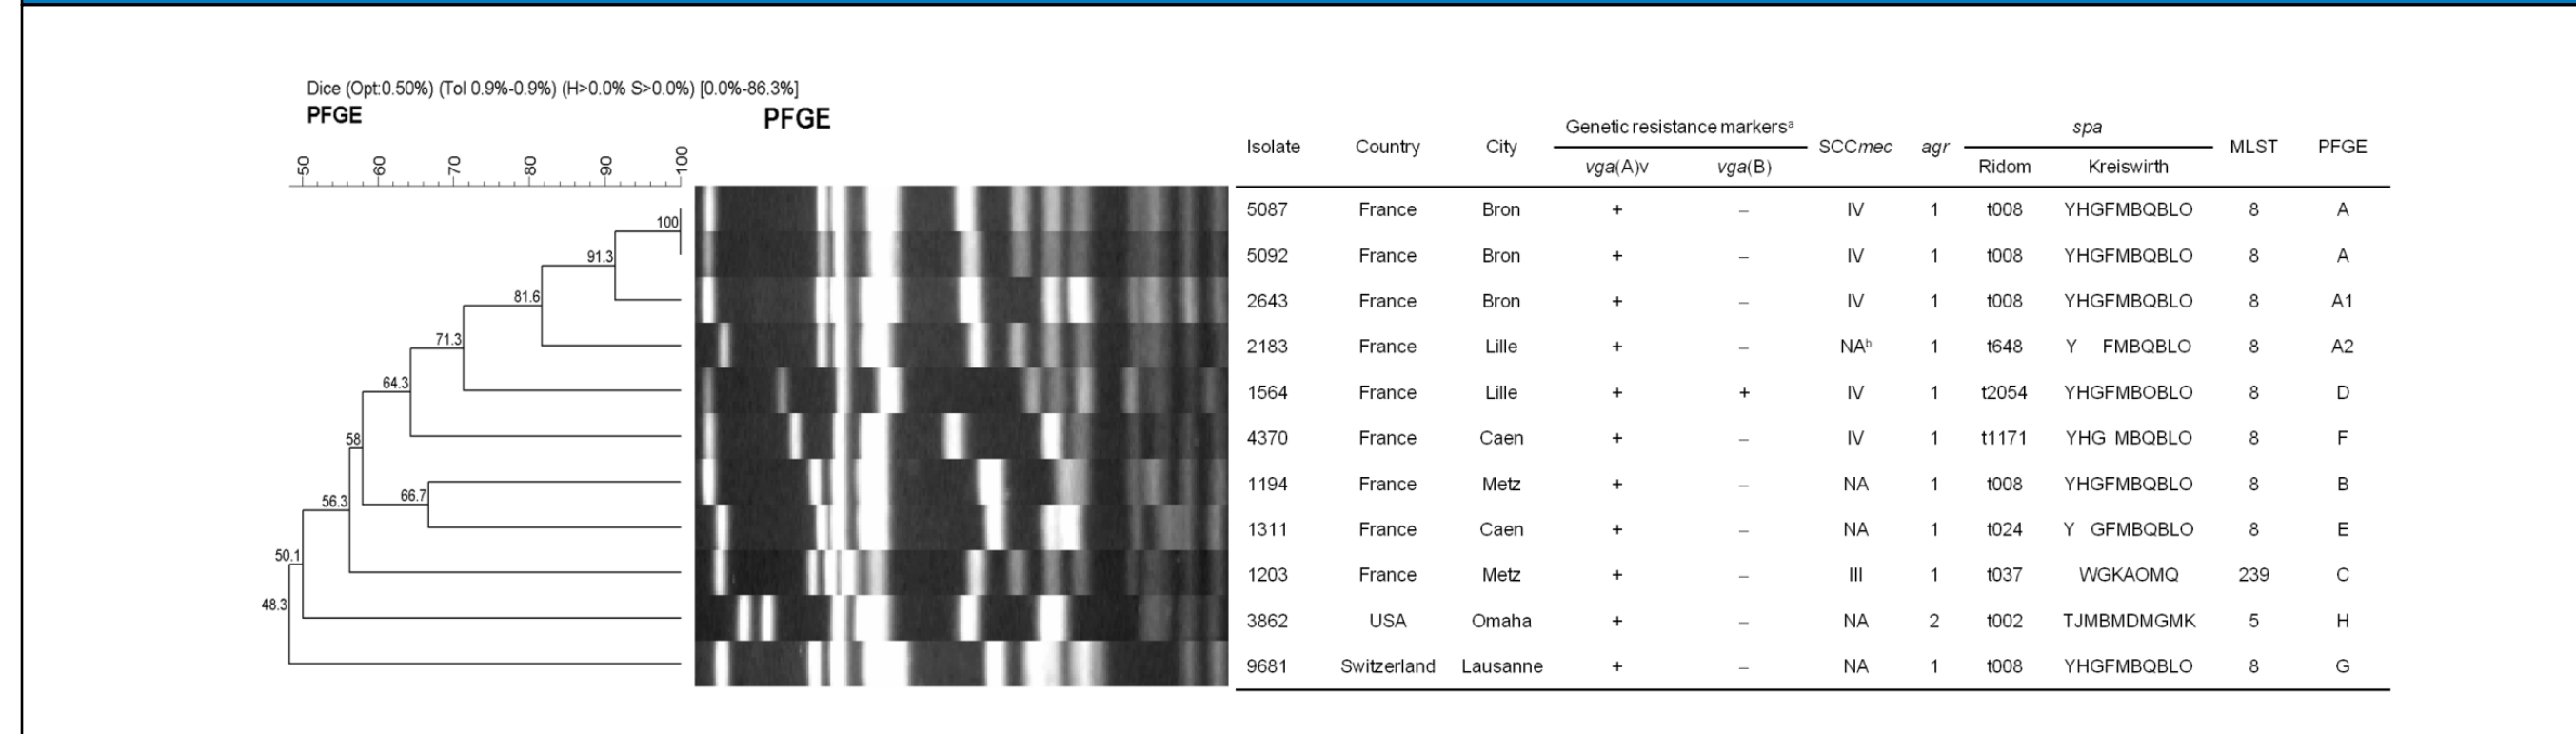 Dice (Opt:0.50%) (Tol 0.9%-0.9%) (H>0.0% S>0.0%) [0.0%-86.3%]
PFGE PFGE
50 60 70 80 90 100
Genetic resistance markersᵃ spa
Isolate Country City SCCmec agr MLST PFGE
vga(A)v vga(B) Ridom Kreiswirth
5087 France Bron + – IV 1 t008 YHGFMBQBLO 8 A
100
5092 France Bron + – IV 1 t008 YHGFMBQBLO 8 A
91.3
2643 France Bron + – IV 1 t008 YHGFMBQBLO 8 A1
81.6
2183 France Lille + – NAᵇ 1 t648 Y FMBQBLO 8 A2
71.3
1564 France Lille + + IV 1 t2054 YHGFMBOBLO 8 D
64.3
4370 France Caen + – IV 1 t1171 YHG MBQBLO 8 F
58
1194 France Metz + – NA 1 t008 YHGFMBQBLO 8 B
66.7
56.3
1311 France Caen + – NA 1 t024 Y GFMBQBLO 8 E
50.1
1203 France Metz + – III 1 t037 WGKAOMQ 239 C
48.3
3862 USA Omaha + – NA 2 t002 TJMBMDMGMK 5 H
9681 Switzerland Lausanne + – NA 1 t008 YHGFMBQBLO 8 G